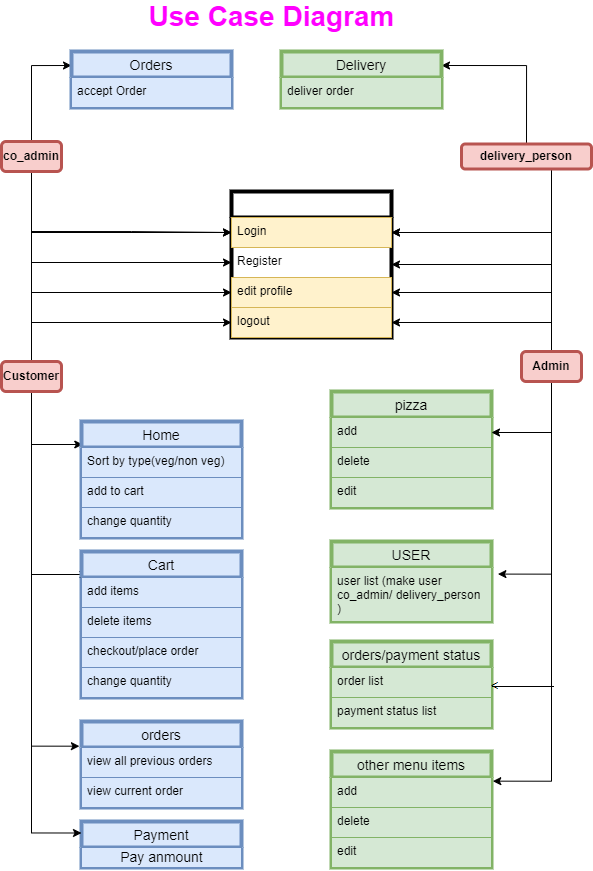 Use Case Diagram
Orders
accept Order
Delivery
deliver order
co_admin
delivery_person
Login
Register
edit profile
logout
Customer
Admin
Home
Sort by type(veg/non veg)
add to cart
change quantity
Cart
add items
delete items
checkout/place order
change quantity
orders
view all previous orders
view current order
Payment
Pay anmount
pizza
add
delete
edit
USER
user list (make user
co_admin/ delivery_person
)
orders/payment status
order list
payment status list
other menu items
add
delete
edit